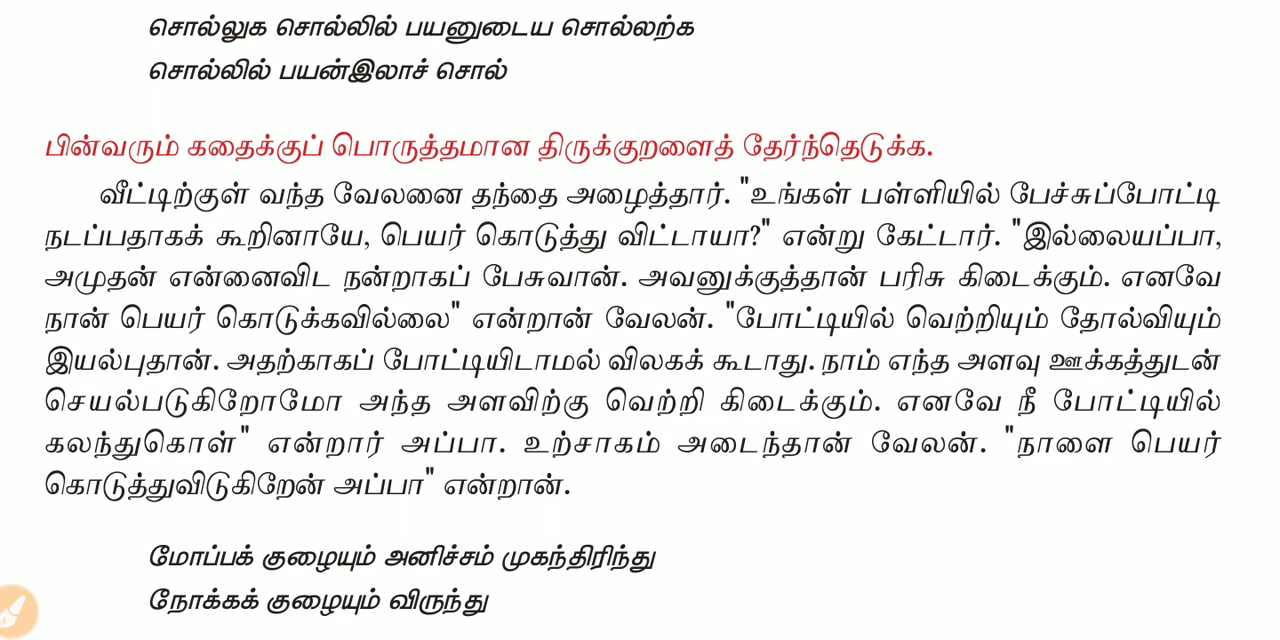 சொல்லுக சொல்லில் பயனுடைய சொல்லற்க
சொல்லில் பயன்இலாச் சொல்
பின்வரும் கதைக்குப் பொருத்தமான திருக்குறளைத் தேர்ந்தெடுக்க.
வீட்டிற்குள் வந்த வேலனை தந்தை அழைத்தார். "உங்கள் பள்ளியில் பேச்சுப்போட்டி
நடப்பதாகக் கூறினாயே, பெயர் கொடுத்து விட்டாயா?" என்று கேட்டார். "இல்லையப்பா,
அமுதன் என்னைவிட நன்றாகப் பேசுவான். அவனுக்குத்தான் பரிசு கிடைக்கும். எனவே
நான் பெயர் கொடுக்கவில்லை" என்றான் வேலன். "போட்டியில் வெற்றியும் தோல்வியும்
இயல்புதான். அதற்காகப் போட்டியிடாமல் விலகக் கூடாது. நாம் எந்த அளவு ஊக்கத்துடன்
செயல்படுகிறோமோ அந்த அளவிற்கு வெற்றி கிடைக்கும். எனவே நீ போட்டியில்
கலந்துகொள்" என்றார் அப்பா. உற்சாகம் அடைந்தான் வேலன். "நாளை பெயர்
கொடுத்துவிடுகிறேன் அப்பா" என்றான்.
மோப்பக் குழையும் அனிச்சம் முகந்திரிந்து
நோக்கக் குழையும் விருந்து